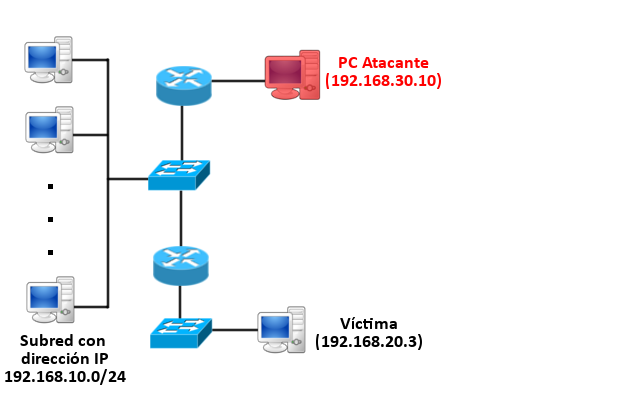 PC Atacante
(192.168.30.10)
Víctima
(192.168.20.3)
Subred con
dirección IP
192.168.10.0/24